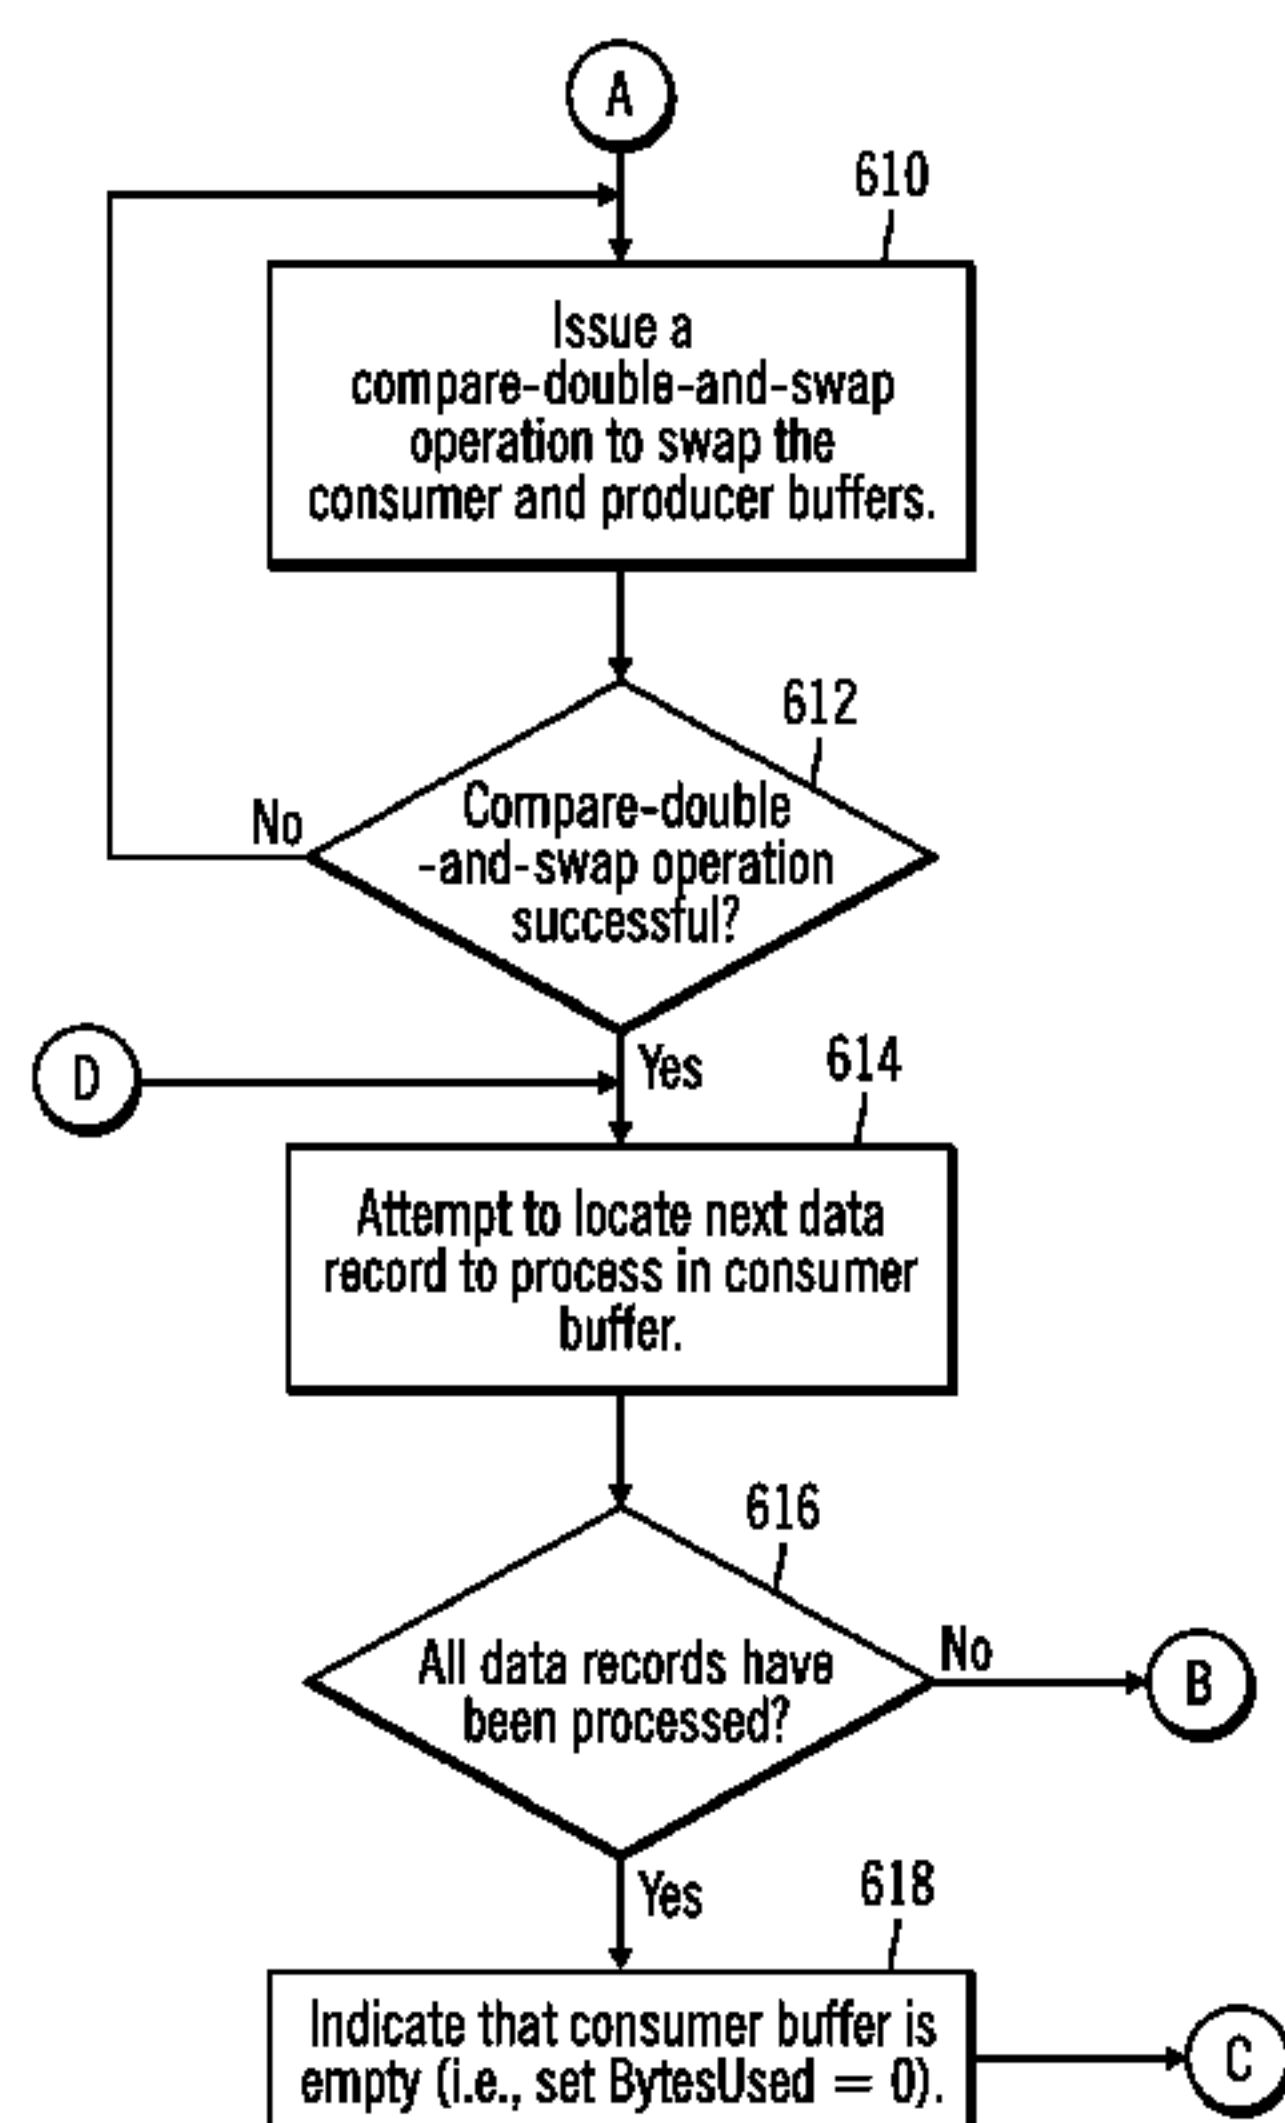 A
610
Issue a
compare-double-and-swap
operation to swap the
consumer and producer buffers.
612
No
Compare-double
-and-swap operation
successful?
D
Yes
614
Attempt to locate next data
record to process in consumer
buffer.
616
All data records have
been processed?
No
B
Yes
618
Indicate that consumer buffer is
empty (i.e., set BytesUsed = 0).
C